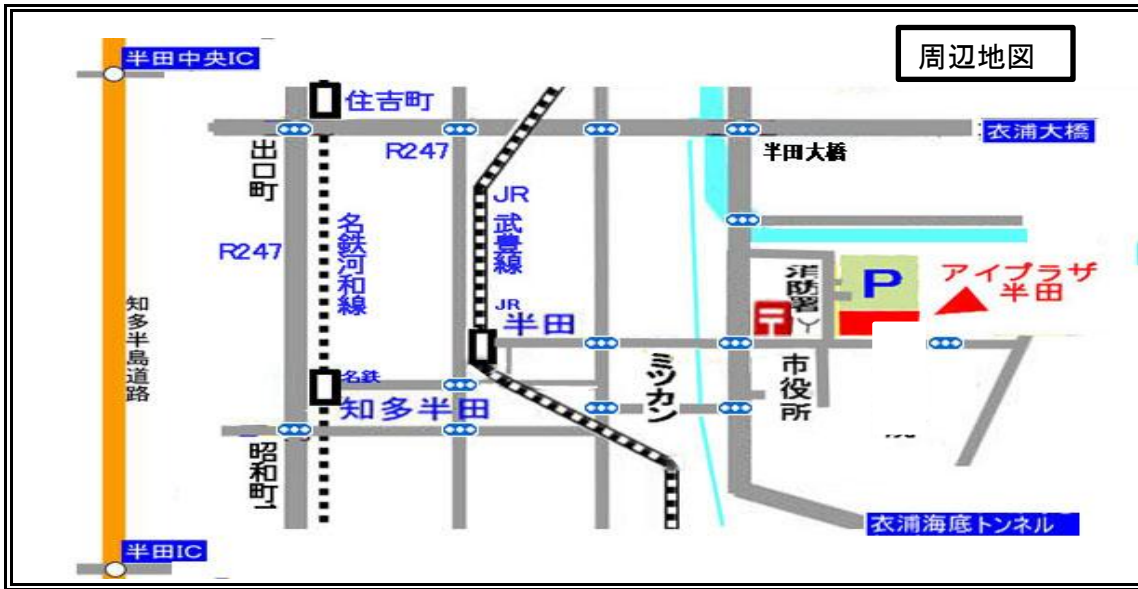 周辺地図
半田中央IC
住吉町
衣浦大橋
出口町
R247
半田大橋
JR
武豊線
名鉄河和線
R247
消防署
P
アイプラザ
半田
知多半島道路
JR
半田
ミツカン
市役所
名鉄
知多半田
昭和町1
衣浦海底トンネル
半田IC